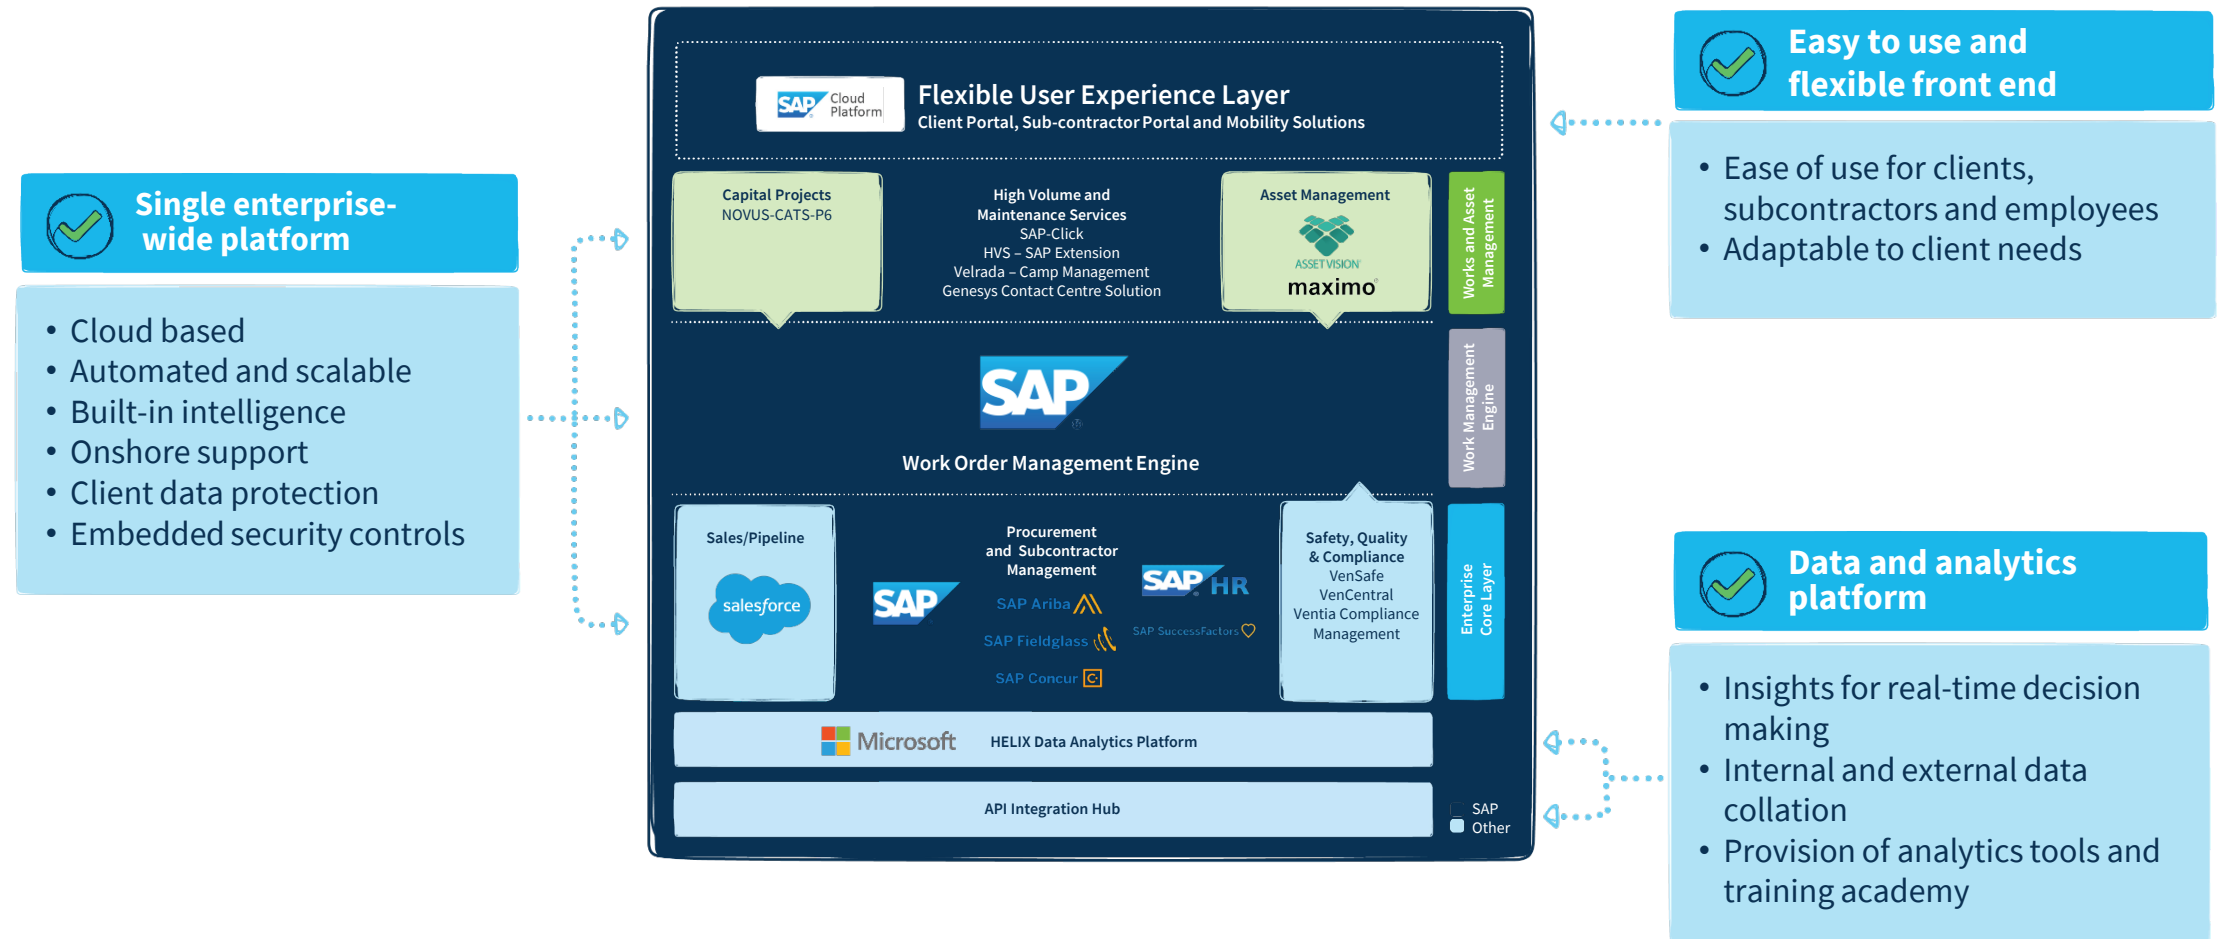 Single enterprise-
wide platform
• Cloud based
• Automated and scalable
• Built-in intelligence
• Onshore support
• Client data protection
• Embedded security controls
SAP Cloud
Platform
Flexible User Experience Layer
Client Portal, Sub-contractor Portal and Mobility Solutions
Capital Projects
NOVUS-CATS-P6
High Volume and
Maintenance Services
SAP-Click
HVS – SAP Extension
Velrada – Camp Management
Genesys Contact Centre Solution
Asset Management
ASSET VISION
maximo
Works and Asset
Management
SAP
Work Order Management Engine
Work Management
Engine
Sales/Pipeline
salesforce
SAP
Procurement
and Subcontractor
Management
SAP Ariba
SAP Fieldglass
SAP Concur C
SAP HR
SAP SuccessFactors
Safety, Quality
& Compliance
VenSafe
VenCentral
Ventia Compliance
Management
Enterprise
Core Layer
Microsoft HELIX Data Analytics Platform
API Integration Hub
SAP
Other
Easy to use and
flexible front end
• Ease of use for clients,
subcontractors and employees
• Adaptable to client needs
Data and analytics
platform
• Insights for real-time decision
making
• Internal and external data
collation
• Provision of analytics tools and
training academy